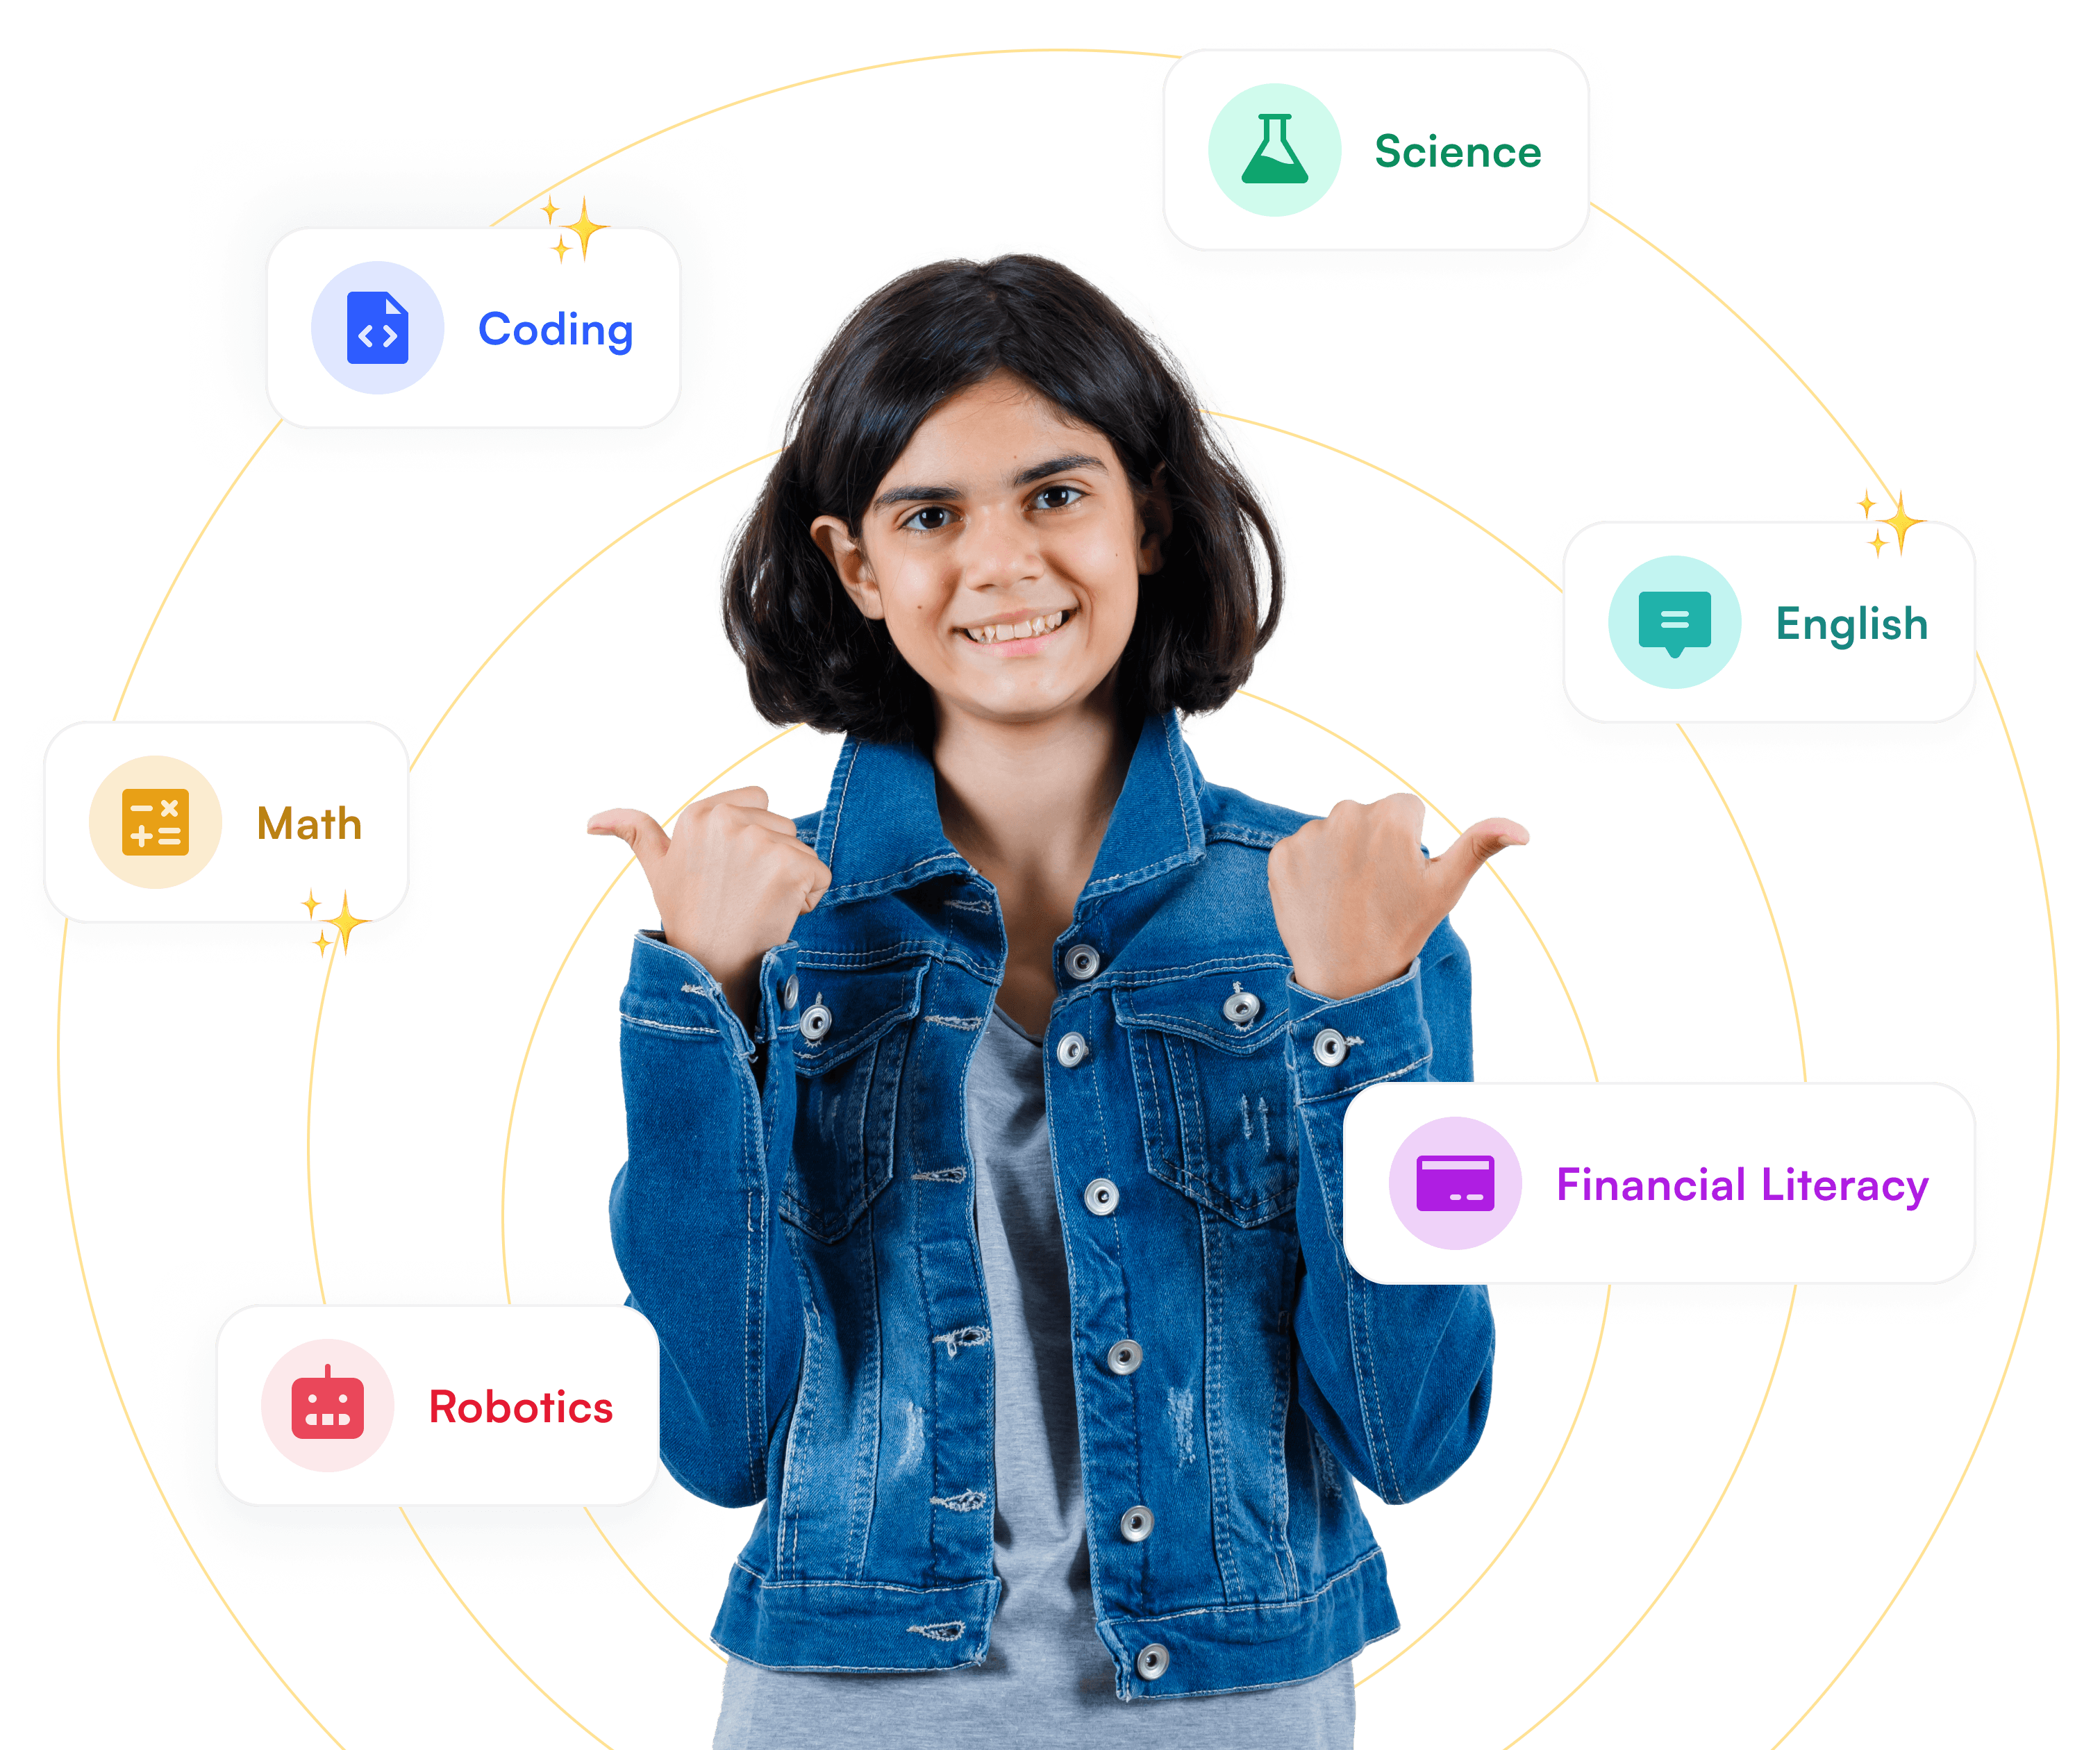 Science
Coding
English
Math
Financial Literacy
Robotics